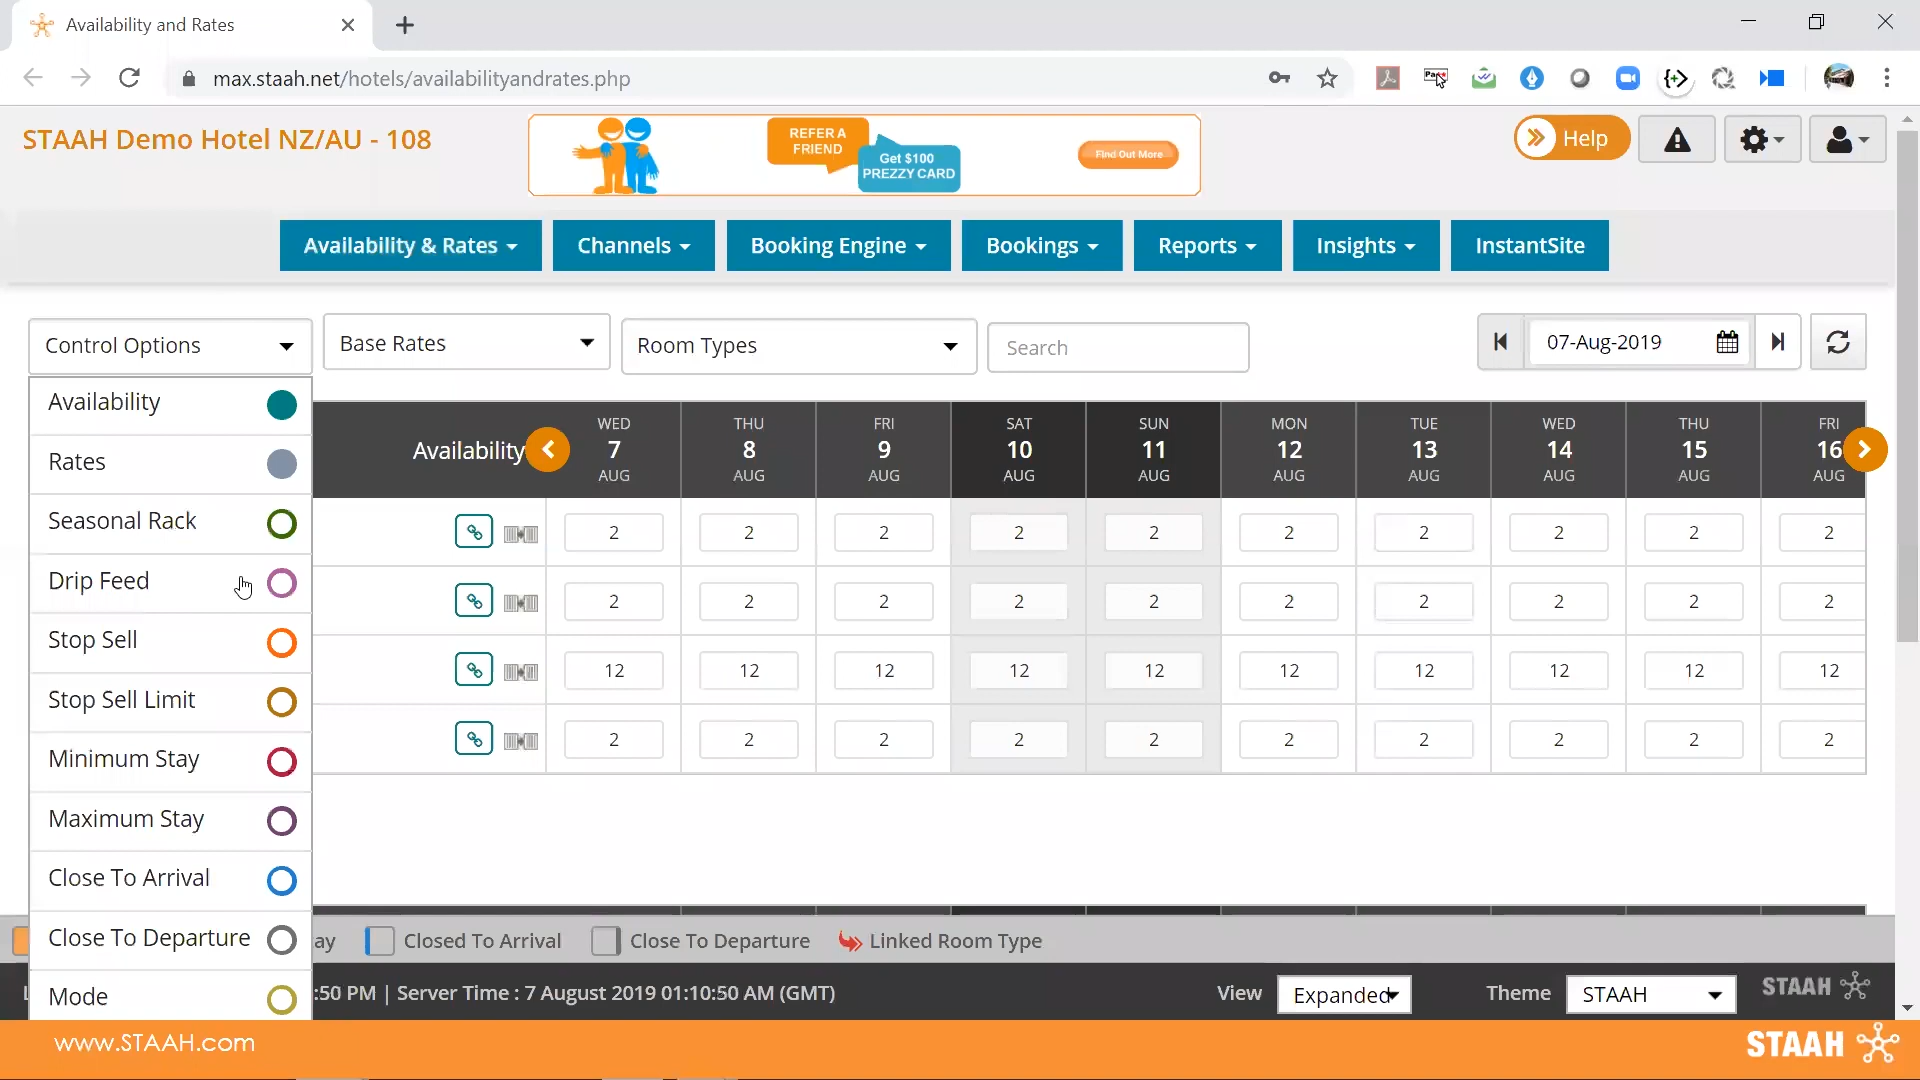 Availability and Rates
max.staah.net/hotels/availabilityandrates.php
STAAH Demo Hotel NZ/AU - 108
REFER A
FRIEND
Get $100
PREZZY CARD
Find Out More
Help
Availability & Rates
Channels
Booking Engine
Bookings
Reports
Insights
InstantSite
Control Options
Base Rates
Room Types
Search
07-Aug-2019
Availability
Rates
Seasonal Rack
Drip Feed
Stop Sell
Stop Sell Limit
Minimum Stay
Maximum Stay
Close To Arrival
Close To Departure
Mode
Availability
WED 7 AUG
THU 8 AUG
FRI 9 AUG
SAT 10 AUG
SUN 11 AUG
MON 12 AUG
TUE 13 AUG
WED 14 AUG
THU 15 AUG
FRI 16 AUG
2 2 2 2 2 2 2 2 2 2
2 2 2 2 2 2 2 2 2 2
12 12 12 12 12 12 12 12 12 12
2 2 2 2 2 2 2 2 2 2
ay
Closed To Arrival
Close To Departure
Linked Room Type
:50 PM | Server Time : 7 August 2019 01:10:50 AM (GMT)
View
Expanded
Theme
STAAH
STAAH
www.STAAH.com
STAAH